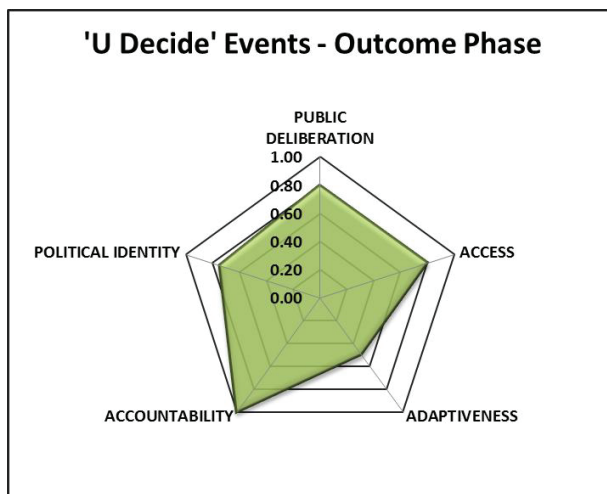 'U Decide' Events - Outcome Phase
PUBLIC
DELIBERATION
1.00
0.80
0.60
0.40
0.20
0.00
POLITICAL IDENTITY
ACCESS
ACCOUNTABILITY
ADAPTIVENESS